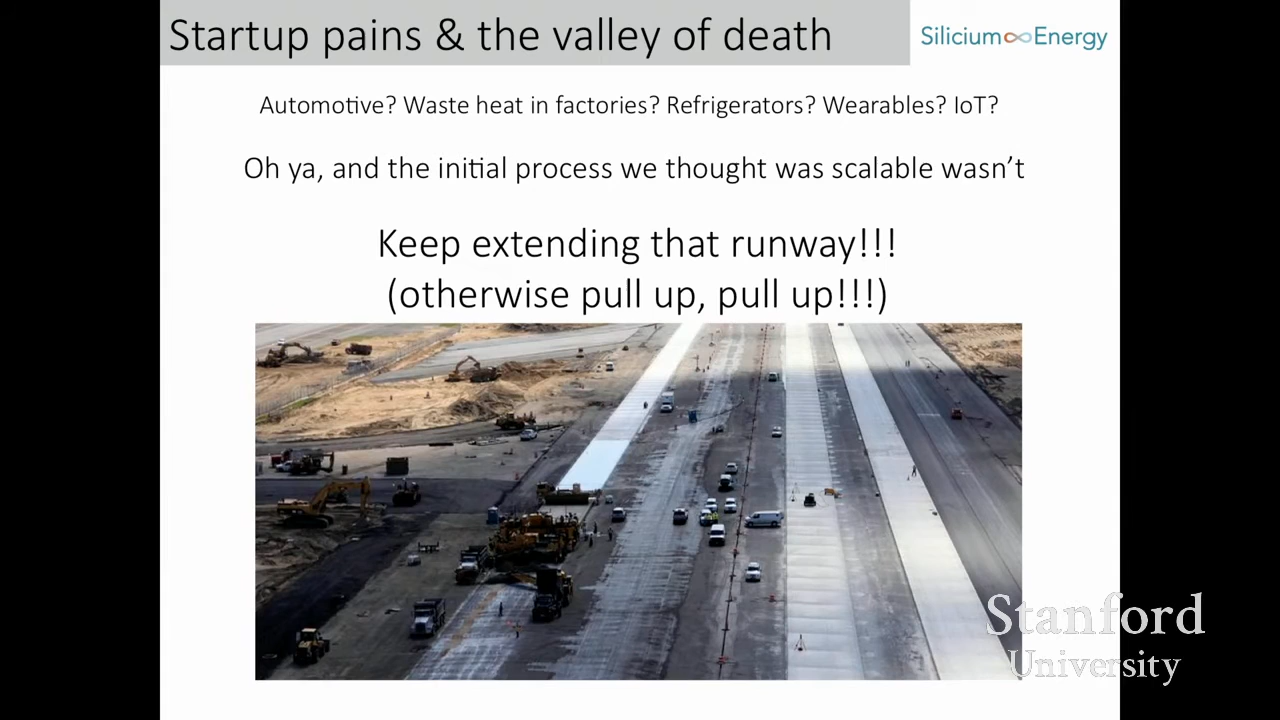 Startup pains & the valley of death
Silicium Energy
Automotive? Waste heat in factories? Refrigerators? Wearables? IoT?
Oh ya, and the initial process we thought was scalable wasn't
Keep extending that runway!!!
(otherwise pull up, pull up!!!)
Stanford
University